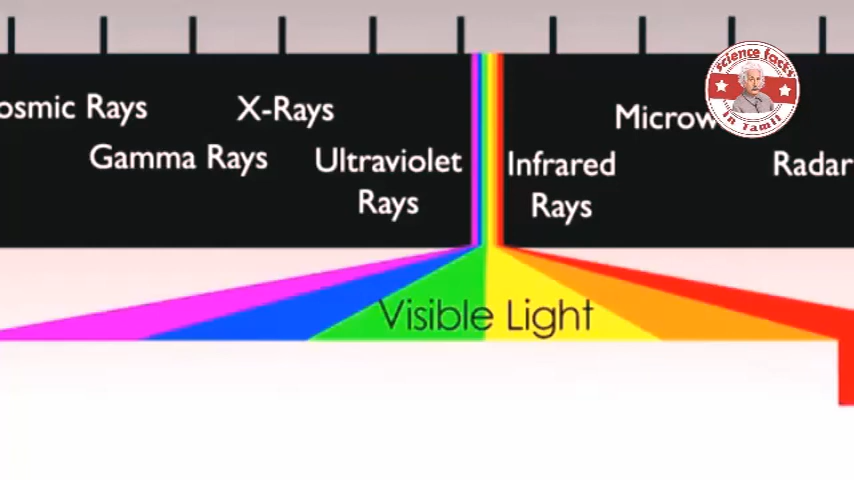 osmic Rays
X-Rays
Microw
Gamma Rays
Ultraviolet
Rays
Infrared
Rays
Radar
Visible Light
science facts
in Tamil